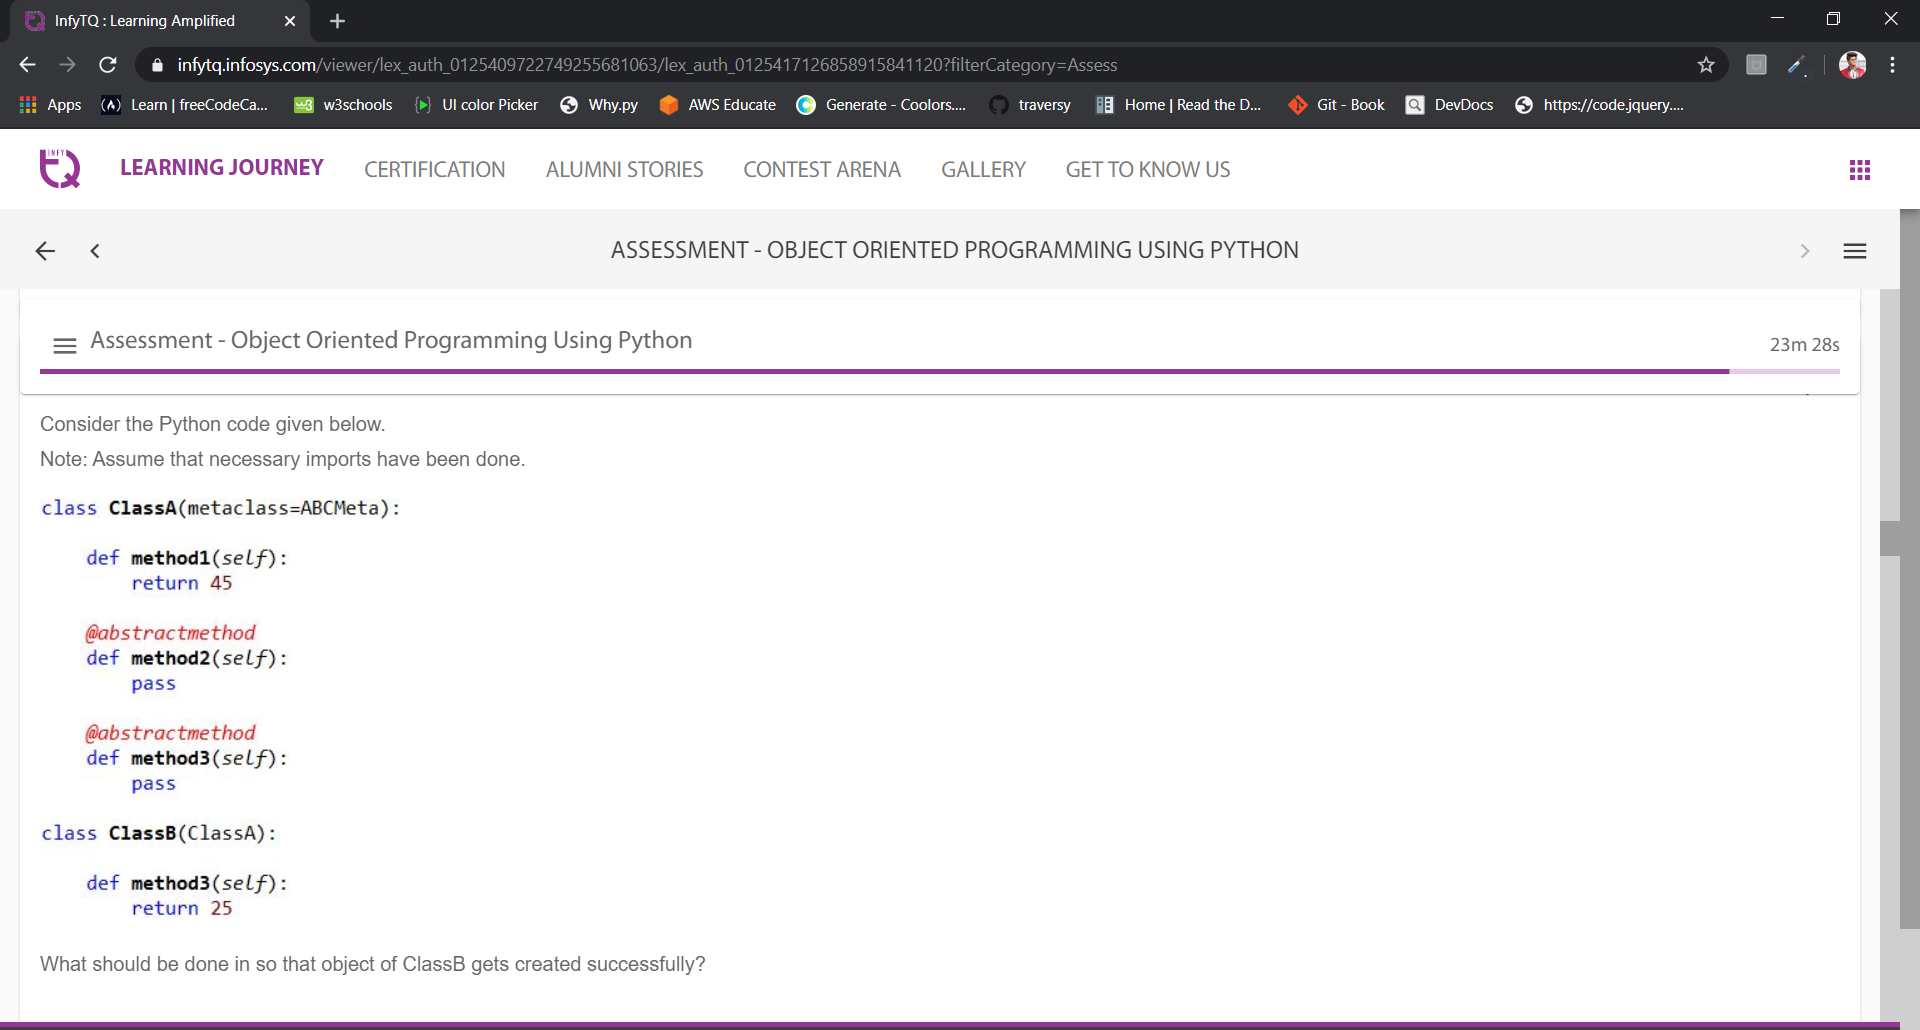 InfyTQ : Learning Amplified
infytq.infosys.com/viewer/lex_auth_0125409722749255681063/lex_auth_0125417126858915841120?filterCategory=Assess
Apps Learn | freeCodeCa... w3schools UI color Picker Why.py AWS Educate Generate - Coolors.... traversy Home | Read the D... Git - Book DevDocs https://code.jquery....
INFY TQ LEARNING JOURNEY CERTIFICATION ALUMNI STORIES CONTEST ARENA GALLERY GET TO KNOW US
ASSESSMENT - OBJECT ORIENTED PROGRAMMING USING PYTHON
Assessment - Object Oriented Programming Using Python 23m 28s
Consider the Python code given below.
Note: Assume that necessary imports have been done.
class ClassA(metaclass=ABCMeta):
def method1(self):
return 45
@abstractmethod
def method2(self):
pass
@abstractmethod
def method3(self):
pass
class ClassB(ClassA):
def method3(self):
return 25
What should be done in so that object of ClassB gets created successfully?